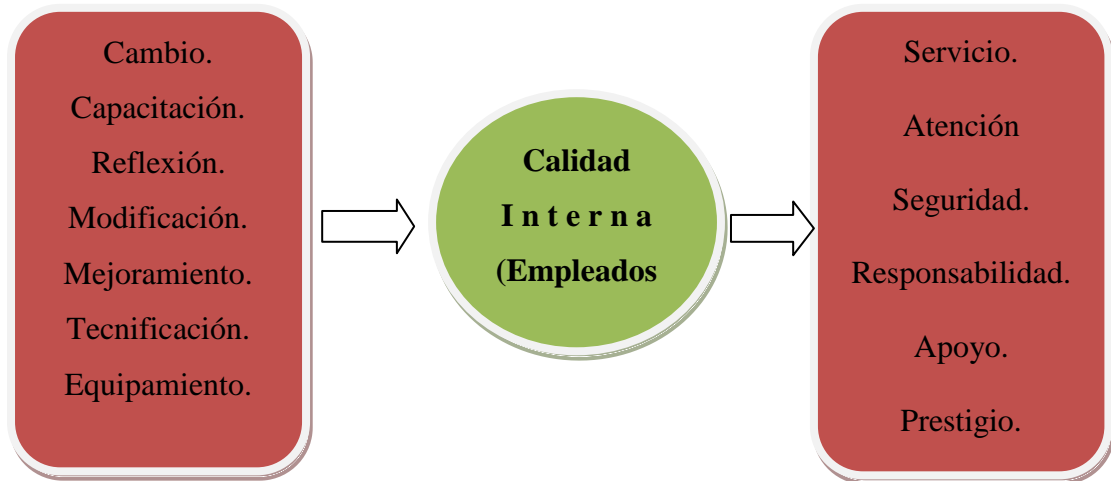 Cambio.
Capacitación.
Reflexión.
Modificación.
Mejoramiento.
Tecnificación.
Equipamiento.
Calidad
I n t e r n a
(Empleados
Servicio.
Atención
Seguridad.
Responsabilidad.
Apoyo.
Prestigio.